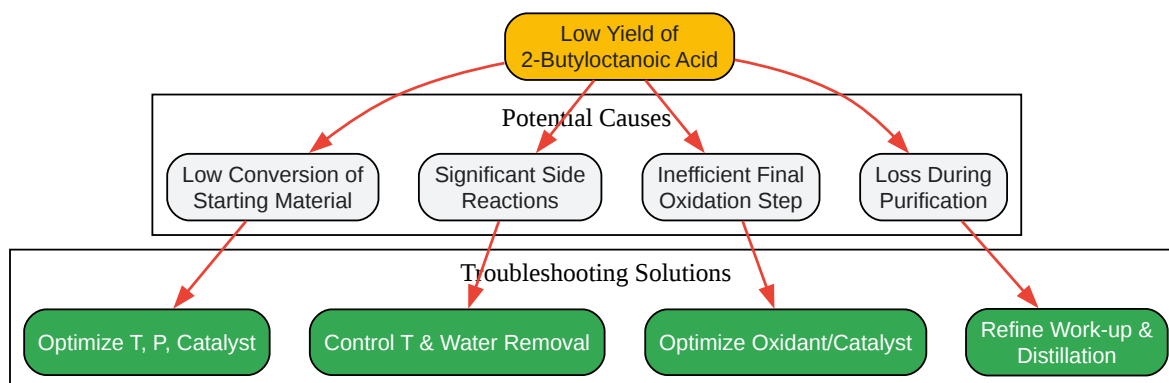 Low Yield of
2-Butyloctanoic Acid
Potential Causes
Low Conversion of
Starting Material
Significant Side
Reactions
Inefficient Final
Oxidation Step
Loss During
Purification
Troubleshooting Solutions
Optimize T, P, Catalyst
Control T & Water Removal
Optimize Oxidant/Catalyst
Refine Work-up &
Distillation